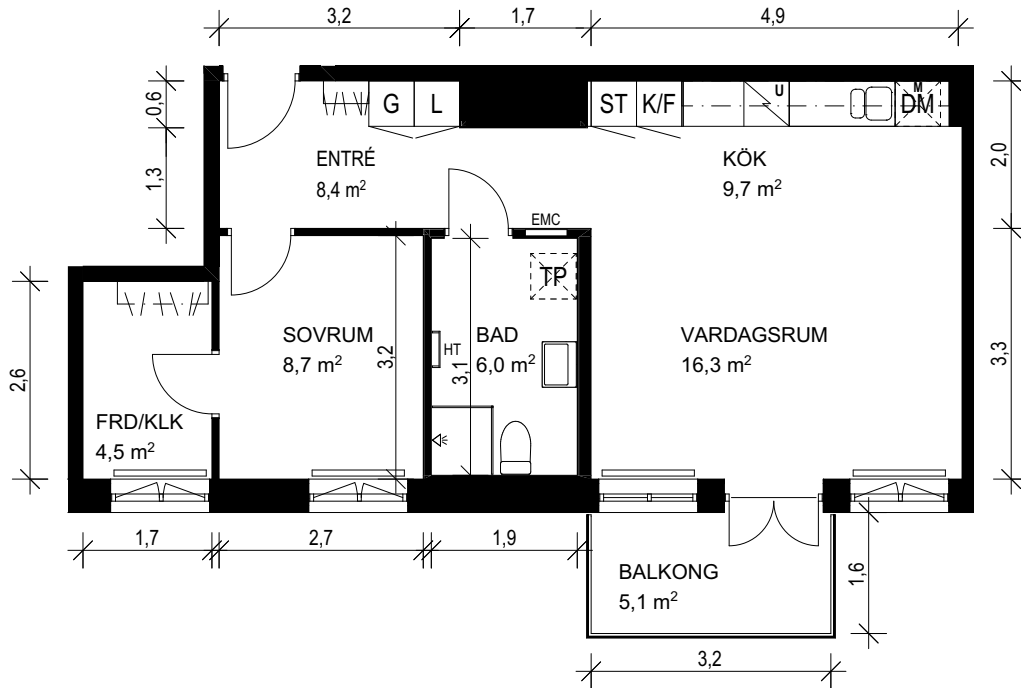 3,2
1,7
4,9
0,6
G
L
ST
K/F
U
M
DM
1,3
ENTRÉ
8,4 m²
KÖK
9,7 m²
2,0
EMC
TP
2,6
SOVRUM
8,7 m²
3,2
HT
3,1
BAD
6,0 m²
VARDAGSRUM
16,3 m²
3,3
FRD/KLK
4,5 m²
1,7
2,7
1,9
BALKONG
5,1 m²
1,6
3,2